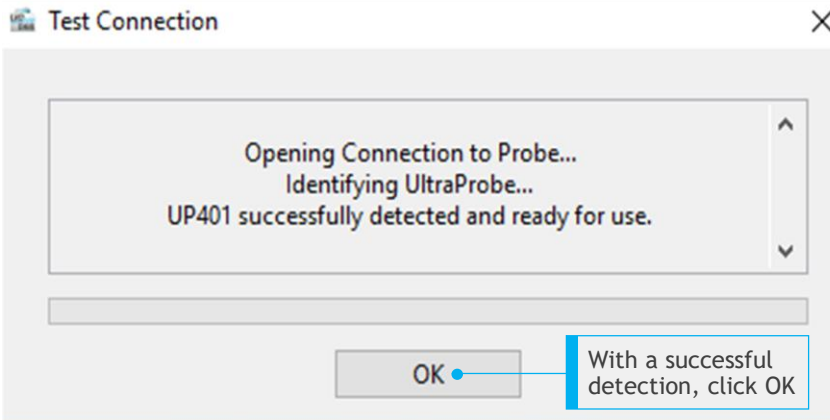 Test Connection
Opening Connection to Probe...
Identifying UltraProbe...
UP401 successfully detected and ready for use.
OK
With a successful
detection, click OK